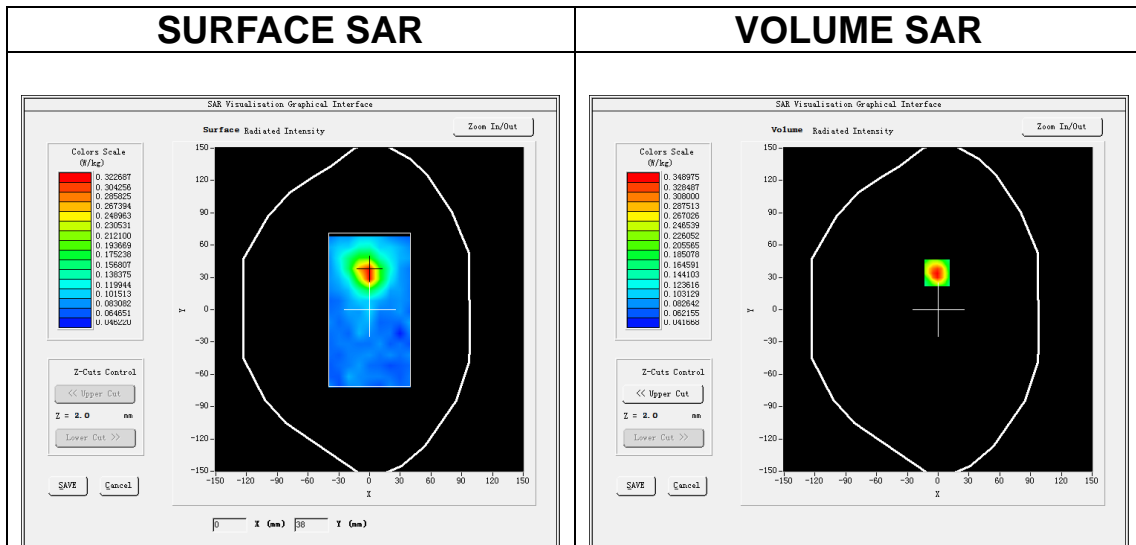 SURFACE SAR
VOLUME SAR
SAR Visualisation Graphical Interface
Surface Radiated Intensity
Zoom In/Out
Colors Scale
(W/kg)
0.322687
0.304256
0.285825
0.267394
0.248963
0.230531
0.212100
0.193669
0.175238
0.156807
0.138375
0.119944
0.101513
0.083082
0.064651
0.046220
150
120
90
60
30
0
-30
-60
-90
-120
-150
Y
-150 -120 -90 -60 -30 0 30 60 90 120 150
X
Z-Cuts Control
<< Upper Cut
Z = 2.0 mm
Lower Cut >>
SAVE Cancel
0 X (mm) 38 Y (mm)
SAR Visualisation Graphical Interface
Volume Radiated Intensity
Zoom In/Out
Colors Scale
(W/kg)
0.348975
0.328487
0.308000
0.287513
0.267026
0.246539
0.226052
0.205565
0.185078
0.164591
0.144103
0.123616
0.103129
0.082642
0.062155
0.041668
150
120
90
60
30
0
-30
-60
-90
-120
-150
Y
-150 -120 -90 -60 -30 0 30 60 90 120 150
X
Z-Cuts Control
<< Upper Cut
Z = 2.0 mm
Lower Cut >>
SAVE Cancel